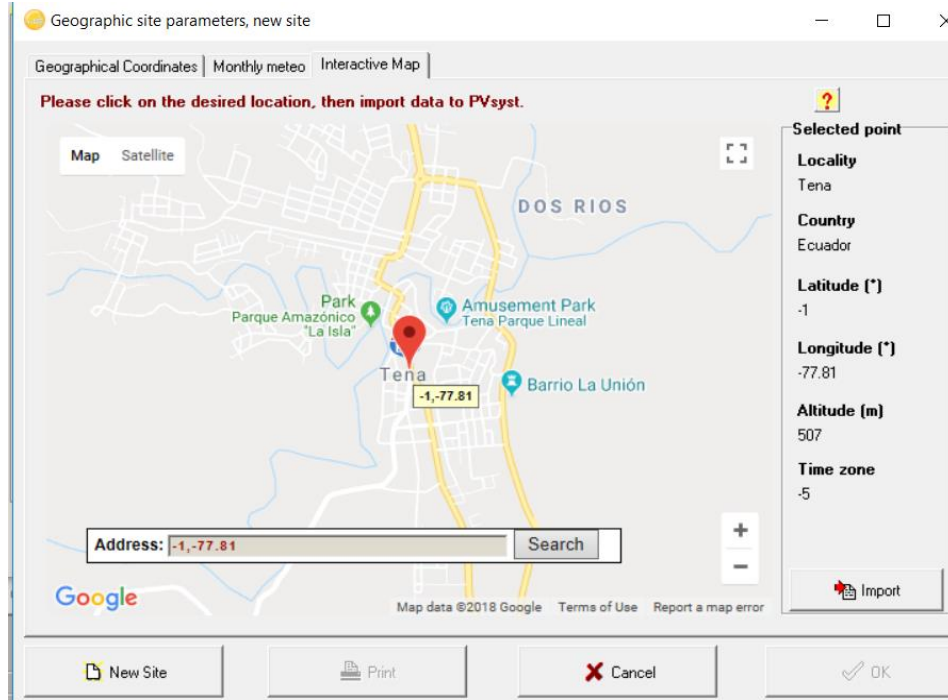 Geographic site parameters, new site
Geographical Coordinates Monthly meteo Interactive Map
Please click on the desired location, then import data to PVsyst.
?
Map Satellite
DOS RIOS
Park
Parque Amazónico
"La Isla"
Amusement Park
Tena Parque Lineal
Tena
-1,-77.81
Barrio La Unión
Address: -1,-77.81 Search
+
−
Google
Map data ©2018 Google Terms of Use Report a map error
Selected point
Locality
Tena
Country
Ecuador
Latitude (°)
-1
Longitude (°)
-77.81
Altitude (m)
507
Time zone
-5
Import
New Site Print Cancel OK